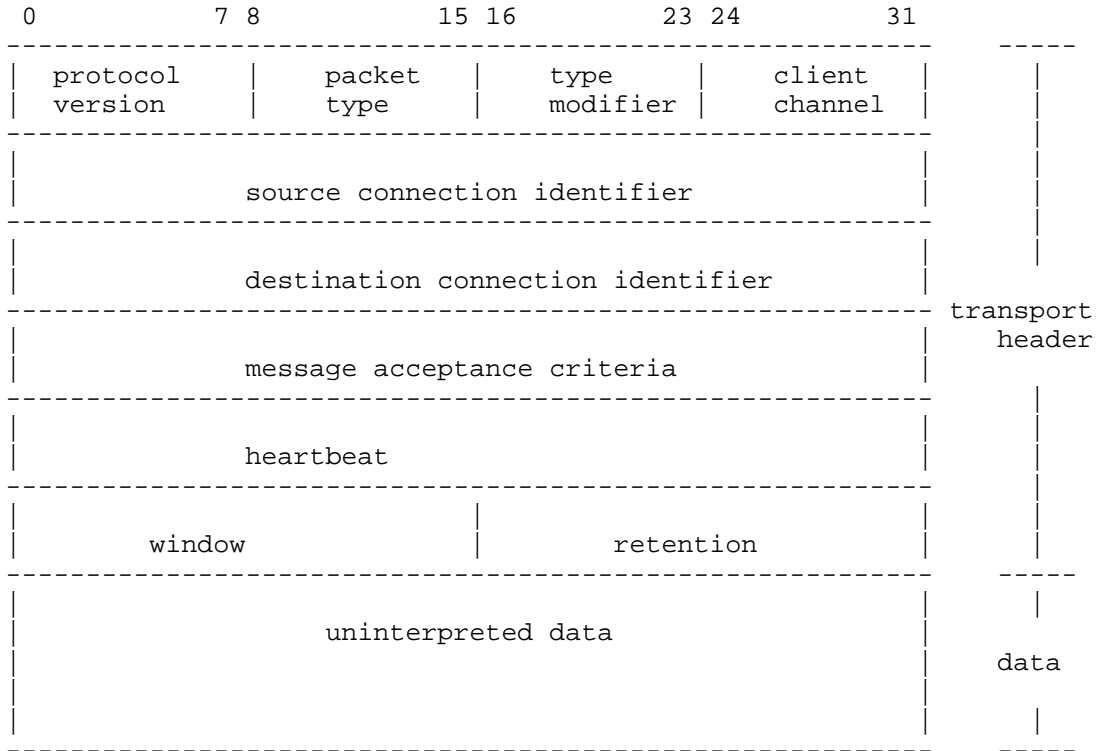 0 7 8 15 16 23 24 31
protocol packet type client
version type modifier channel
source connection identifier
destination connection identifier
transport
header
message acceptance criteria
heartbeat
window retention
uninterpreted data
data